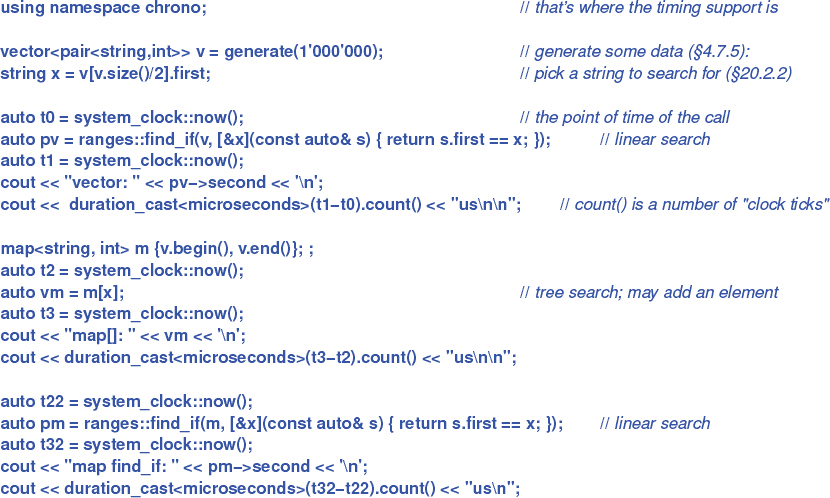 using namespace chrono; // that's where the timing support is
vector<pair<string,int>> v = generate(1'000'000); // generate some data (§4.7.5):
string x = v[v.size()/2].first; // pick a string to search for (§20.2.2)
auto t0 = system_clock::now(); // the point of time of the call
auto pv = ranges::find_if(v, [&x](const auto& s) { return s.first == x; }); // linear search
auto t1 = system_clock::now();
cout << "vector: " << pv−>second << '\n';
cout << duration_cast<microseconds>(t1−t0).count() << "us\n\n"; // count() is a number of "clock ticks"
map<string, int> m {v.begin(), v.end()}; ;
auto t2 = system_clock::now();
auto vm = m[x]; // tree search; may add an element
auto t3 = system_clock::now();
cout << "map[]: " << vm << '\n';
cout << duration_cast<microseconds>(t3−t2).count() << "us\n\n";
auto t22 = system_clock::now();
auto pm = ranges::find_if(m, [&x](const auto& s) { return s.first == x; }); // linear search
auto t32 = system_clock::now();
cout << "map find_if: " << pm−>second << '\n';
cout << duration_cast<microseconds>(t32−t22).count() << "us\n";